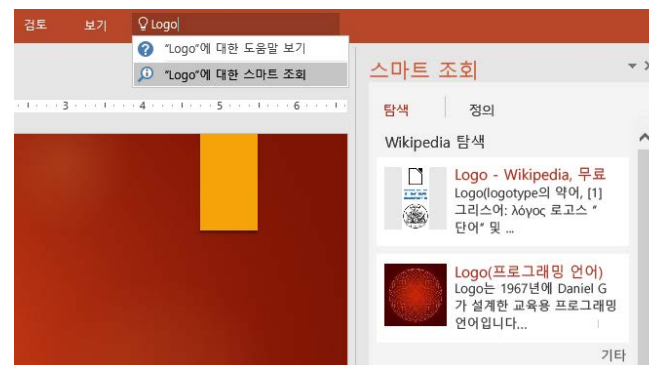 검토 보기 Logo
"Logo"에 대한 도움말 보기
"Logo"에 대한 스마트 조회
3 4 5 6
스마트 조회
탐색 정의
Wikipedia 탐색
Logo - Wikipedia, 무료
Logo(logotype의 약어, [1]
그리스어: λόγος 로고스 "
단어" 및 ...
IBM
Logo(프로그래밍 언어)
Logo는 1967년에 Daniel G
가 설계한 교육용 프로그래밍
언어입니다...
기타